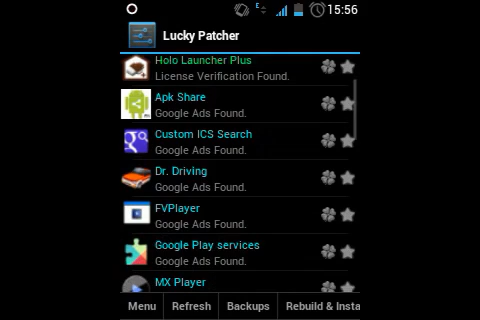 E
15:56
Lucky Patcher
Holo Launcher Plus
License Verification Found.
Apk Share
Google Ads Found.
Custom ICS Search
Google Ads Found.
Dr. Driving
Google Ads Found.
FVPlayer
Google Ads Found.
Google Play services
Google Ads Found.
MX Player
Menu
Refresh
Backups
Rebuild & Insta